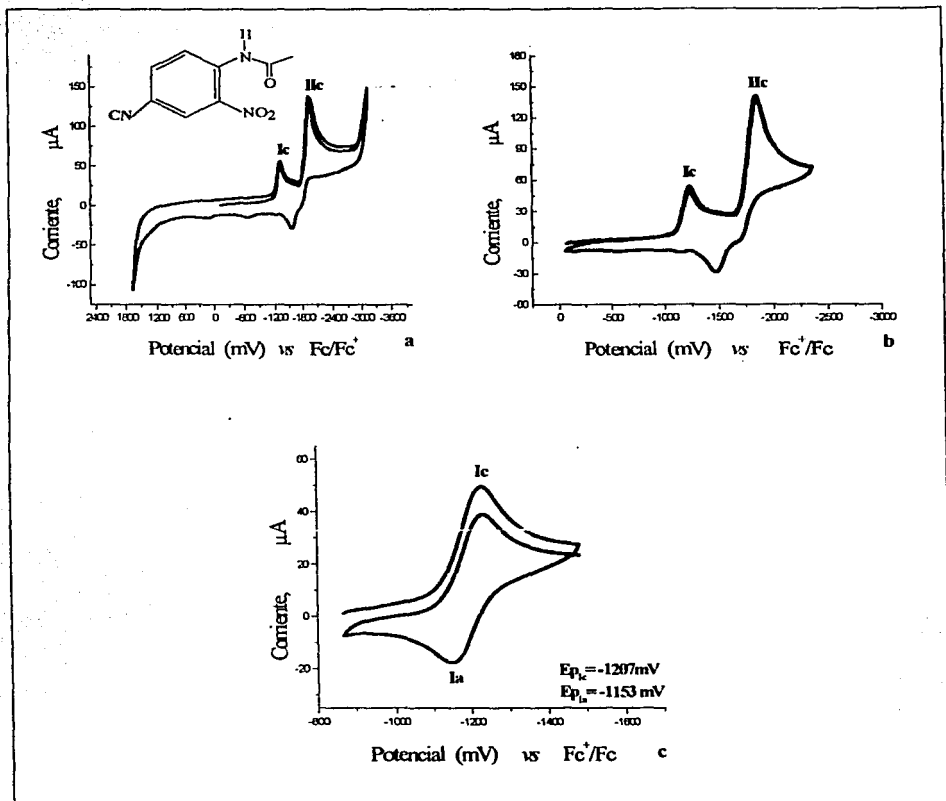 H
N
O
CN
NO2
IIc
Ic
150
100
50
0
50
-100
µA
Corriente,
2400 1800 1200 600 0 -600 -1200 -1800 -2400 -3000 -3600
Potencial (mV) vs Fc/Fc+
a
180
150
120
90
60
30
0
-30
-60
µA
Corriente,
Ic
IIc
0 -500 -1000 -1500 -2000 -2500 -3000
Potencial (mV) vs Fc+/Fc
b
60
40
20
0
-20
µA
Corriente,
Ic
Ia
EpIc=-1207mV
EpIa=-1153 mV
-800 -1000 -1200 -1400 -1600
Potencial (mV) vs Fc+/Fc
c